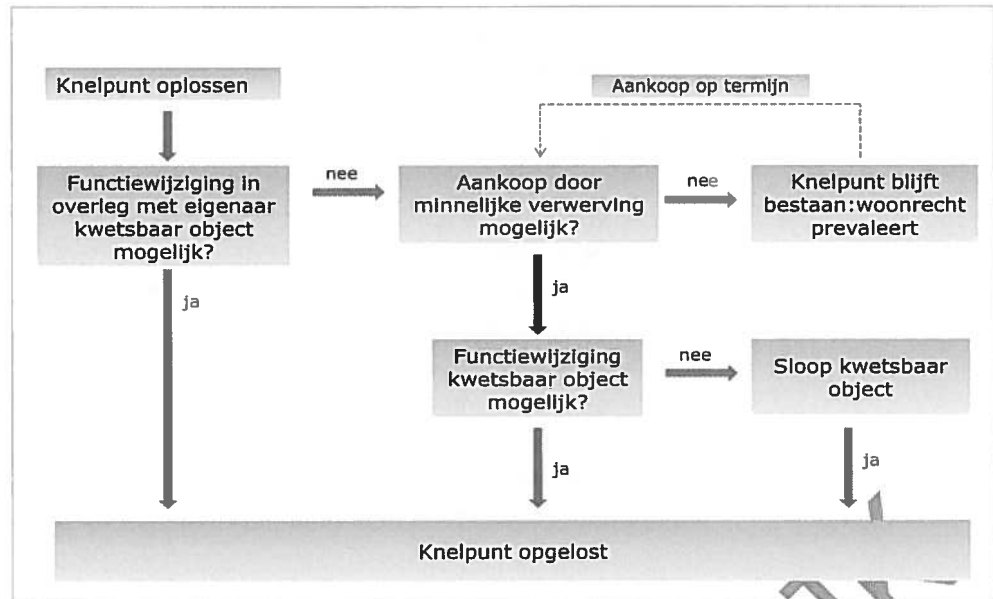 Knelpunt oplossen
Aankoop op termijn
Functiewijziging in
overleg met eigenaar
kwetsbaar object
mogelijk?
nee
Aankoop door
minnelijke verwerving
mogelijk?
nee
Knelpunt blijft
bestaan:woonrecht
prevaleert
ja
ja
Functiewijziging
kwetsbaar object
mogelijk?
nee
Sloop kwetsbaar
object
ja
ja
Knelpunt opgelost